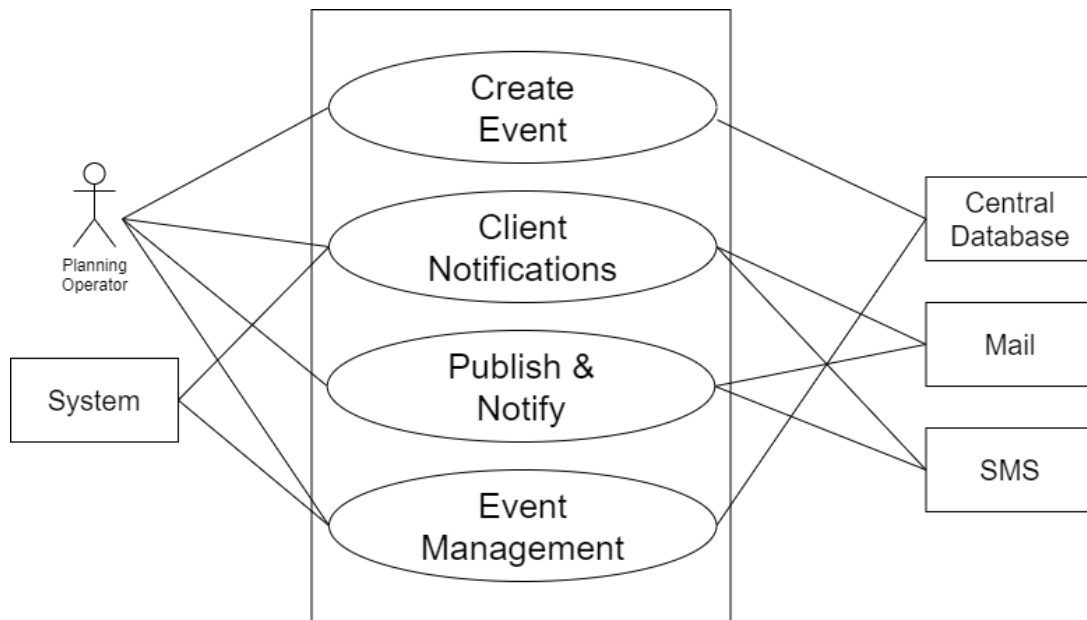 Create
Event
Client
Notifications
Publish &
Notify
Event
Management
Planning
Operator
System
Central
Database
Mail
SMS